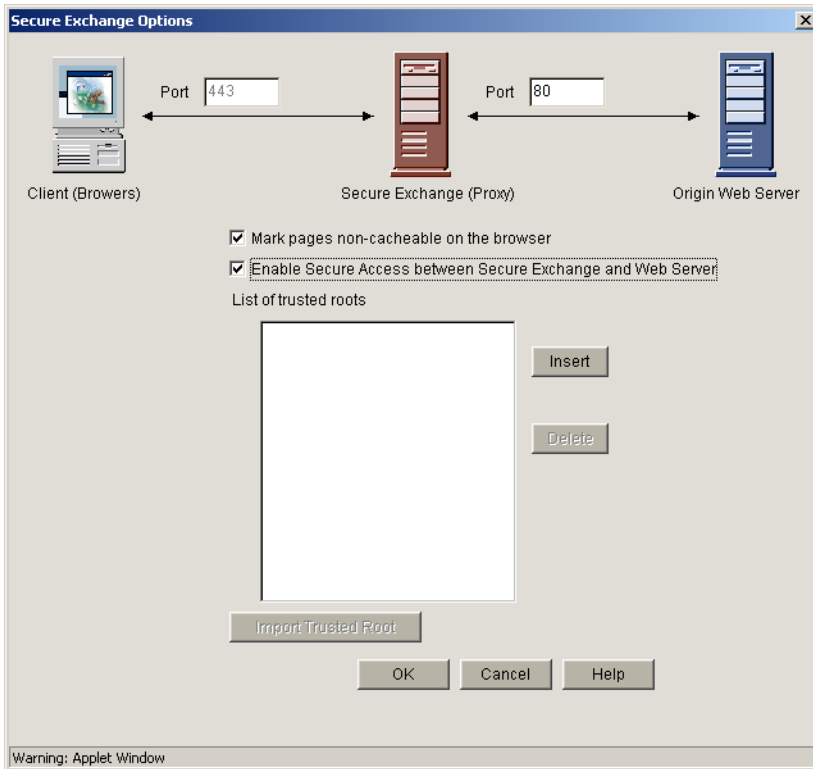 Secure Exchange Options
Port 443 Port 80
Client (Browers) Secure Exchange (Proxy) Origin Web Server
Mark pages non-cacheable on the browser
Enable Secure Access between Secure Exchange and Web Server
List of trusted roots
Insert
Delete
Import Trusted Root
OK Cancel Help
Warning: Applet Window